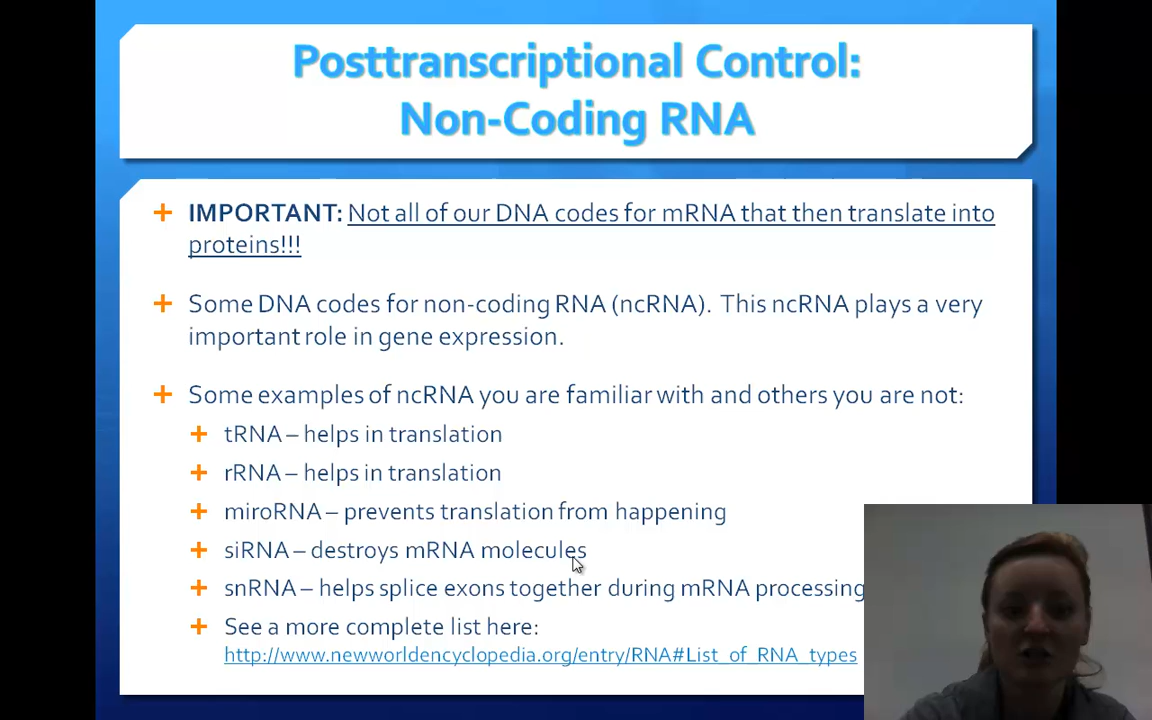 Posttranscriptional Control:
Non-Coding RNA
IMPORTANT: Not all of our DNA codes for mRNA that then translate into
proteins!!!
Some DNA codes for non-coding RNA (ncRNA). This ncRNA plays a very
important role in gene expression.
Some examples of ncRNA you are familiar with and others you are not:
tRNA – helps in translation
rRNA – helps in translation
miroRNA – prevents translation from happening
siRNA – destroys mRNA molecules
snRNA – helps splice exons together during mRNA processing
See a more complete list here:
http://www.newworldencyclopedia.org/entry/RNA#List_of_RNA_types